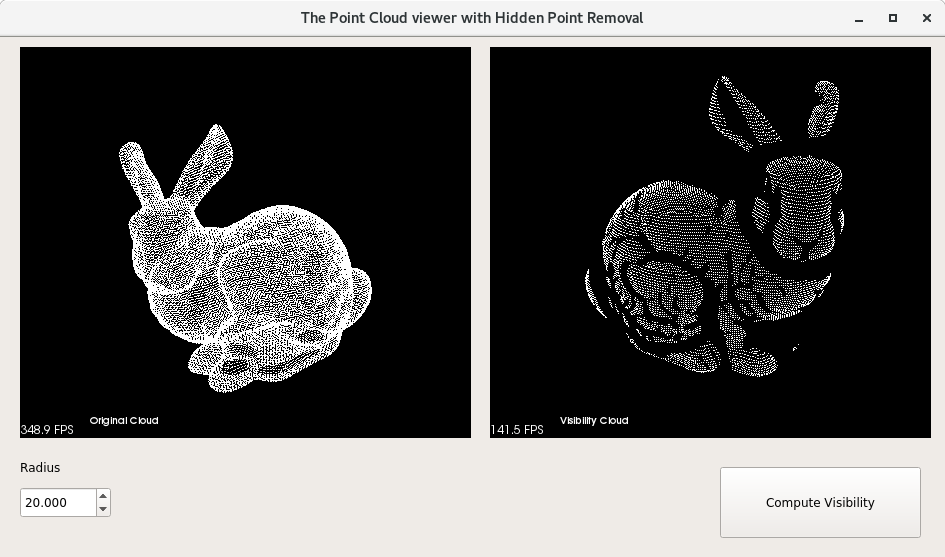 The Point Cloud viewer with Hidden Point Removal
Original Cloud
348.9 FPS
Visibility Cloud
141.5 FPS
Radius
20.000
Compute Visibility